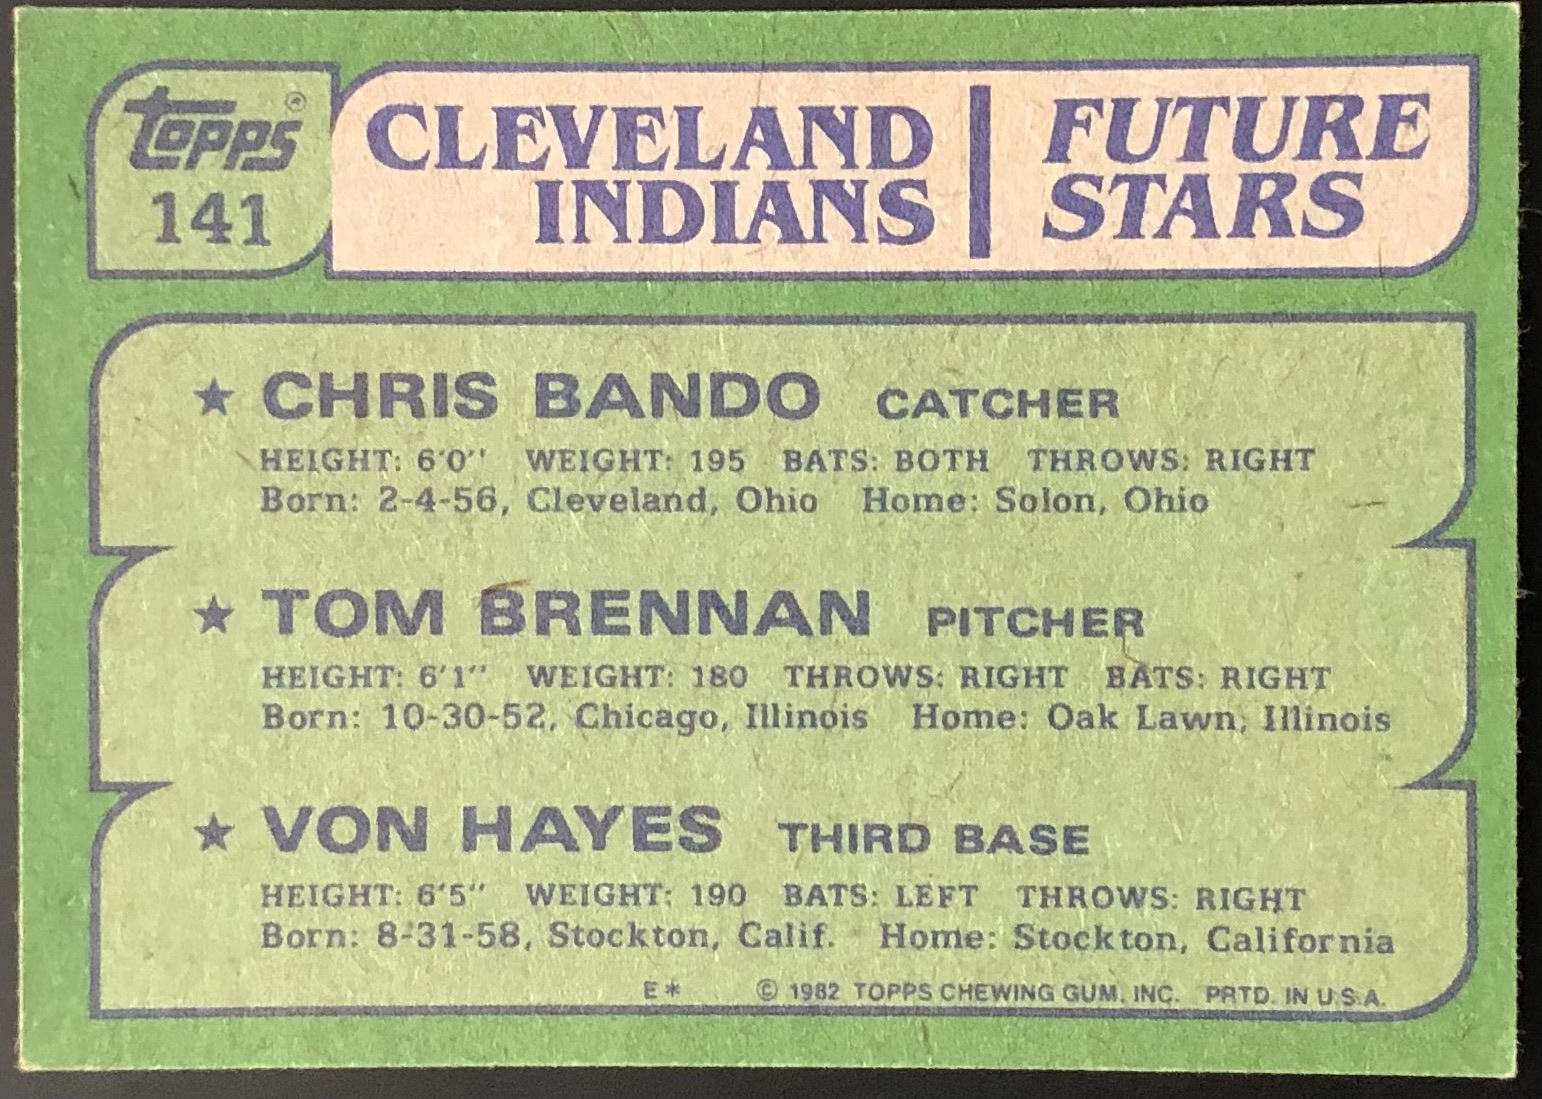 Topps®
141
CLEVELAND
INDIANS
FUTURE
STARS
★ CHRIS BANDO CATCHER
HEIGHT: 6'0" WEIGHT: 195 BATS: BOTH THROWS: RIGHT
Born: 2-4-56, Cleveland, Ohio Home: Solon, Ohio
★ TOM BRENNAN PITCHER
HEIGHT: 6'1" WEIGHT: 180 THROWS: RIGHT BATS: RIGHT
Born: 10-30-52, Chicago, Illinois Home: Oak Lawn, Illinois
★ VON HAYES THIRD BASE
HEIGHT: 6'5" WEIGHT: 190 BATS: LEFT THROWS: RIGHT
Born: 8-31-58, Stockton, Calif. Home: Stockton, California
E* © 1982 TOPPS CHEWING GUM, INC. PRTD. IN U.S.A.